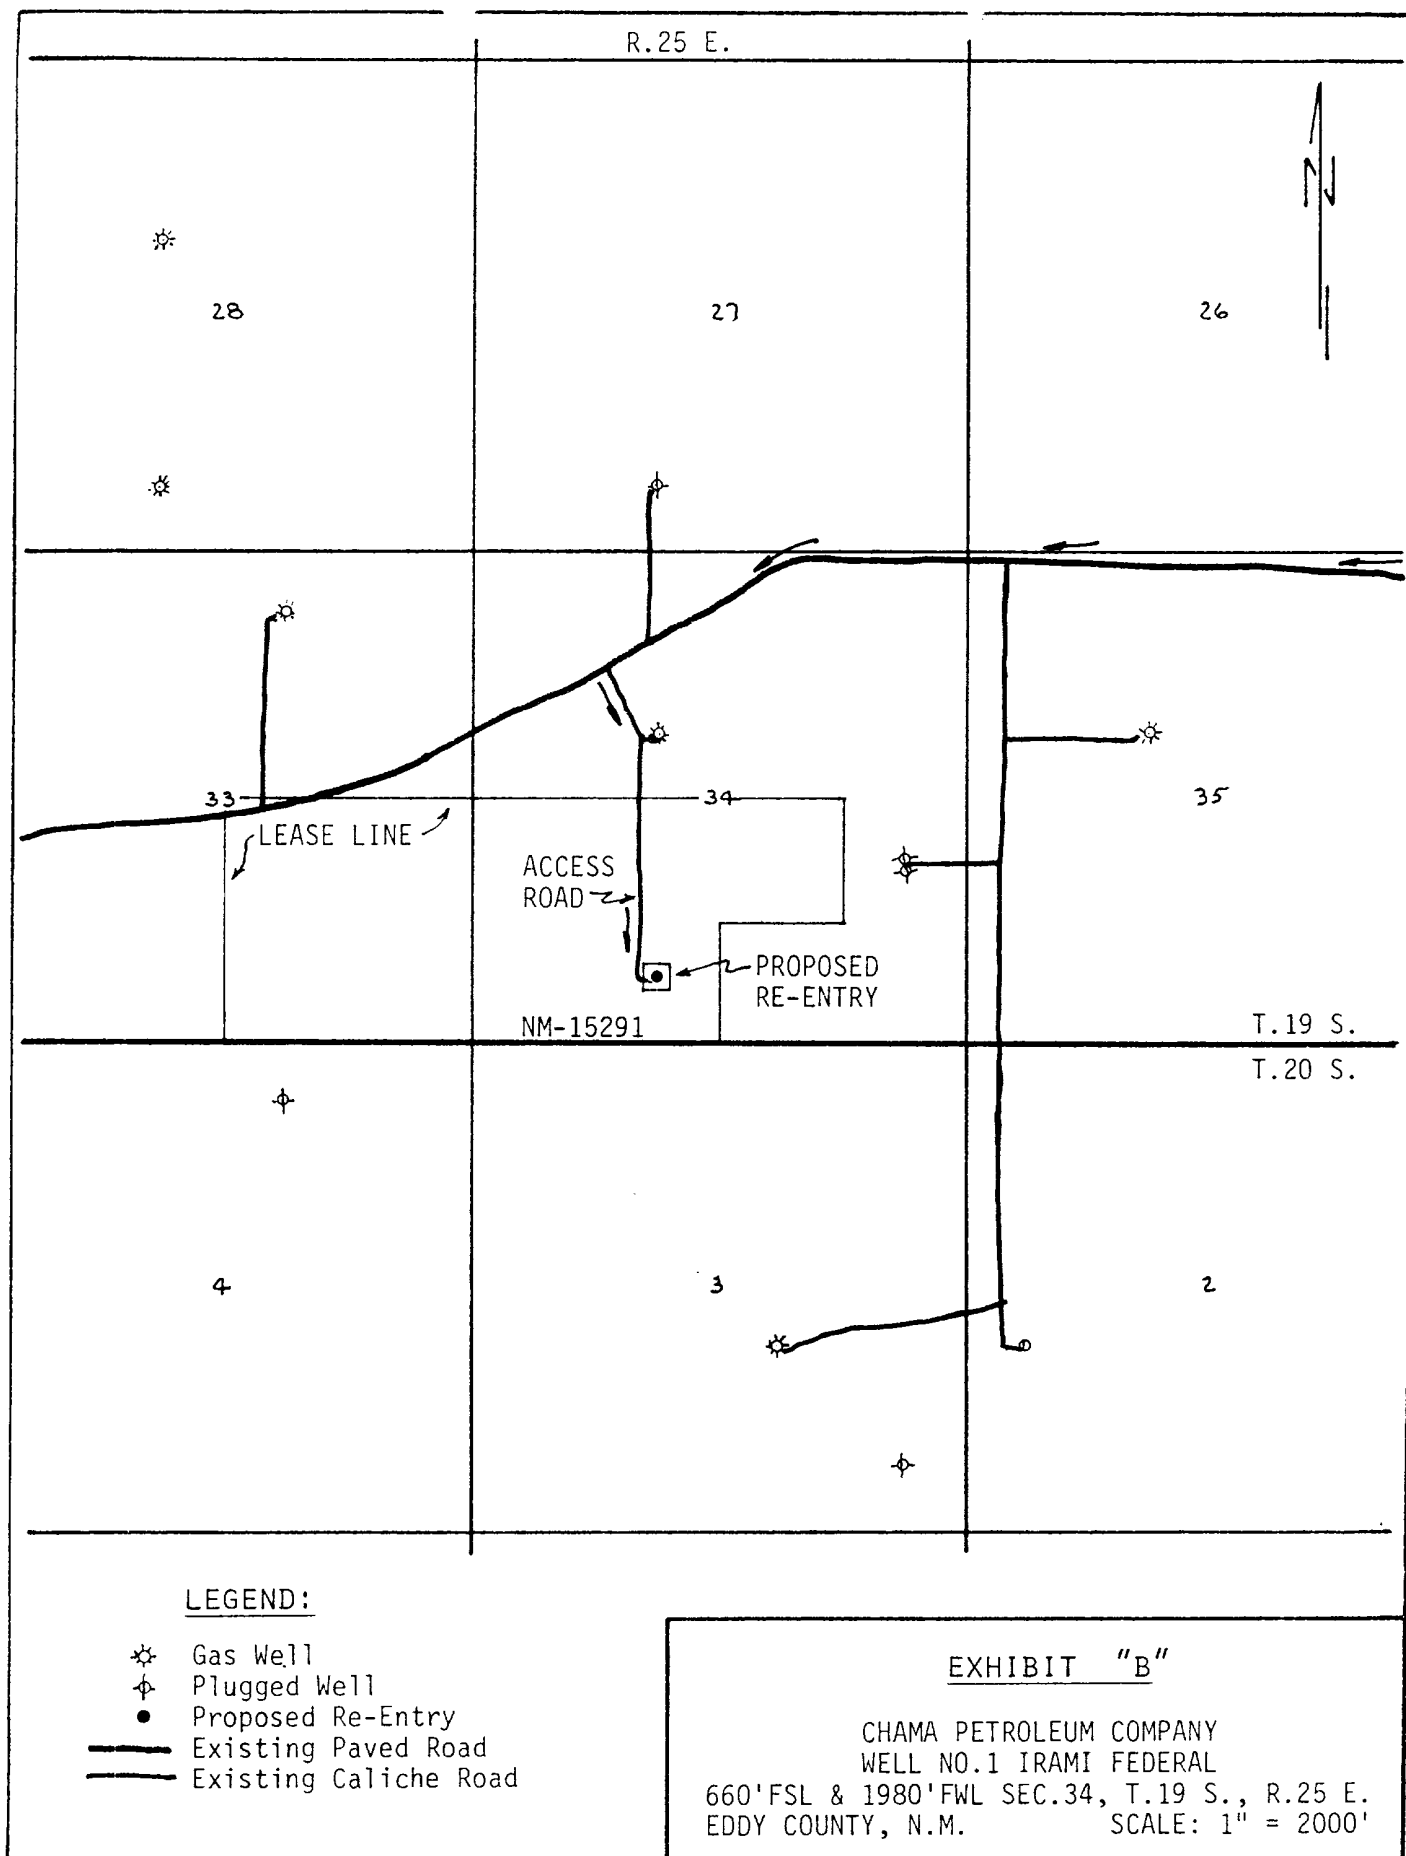 R.25 E.
N
28
27
26
33
34
35
LEASE LINE
ACCESS
ROAD
PROPOSED
RE-ENTRY
NM-15291
T.19 S.
T.20 S.
4
3
2
LEGEND:
Gas Well
Plugged Well
Proposed Re-Entry
Existing Paved Road
Existing Caliche Road
EXHIBIT "B"
CHAMA PETROLEUM COMPANY
WELL NO.1 IRAMI FEDERAL
660'FSL & 1980'FWL SEC.34, T.19 S., R.25 E.
EDDY COUNTY, N.M. SCALE: 1" = 2000'